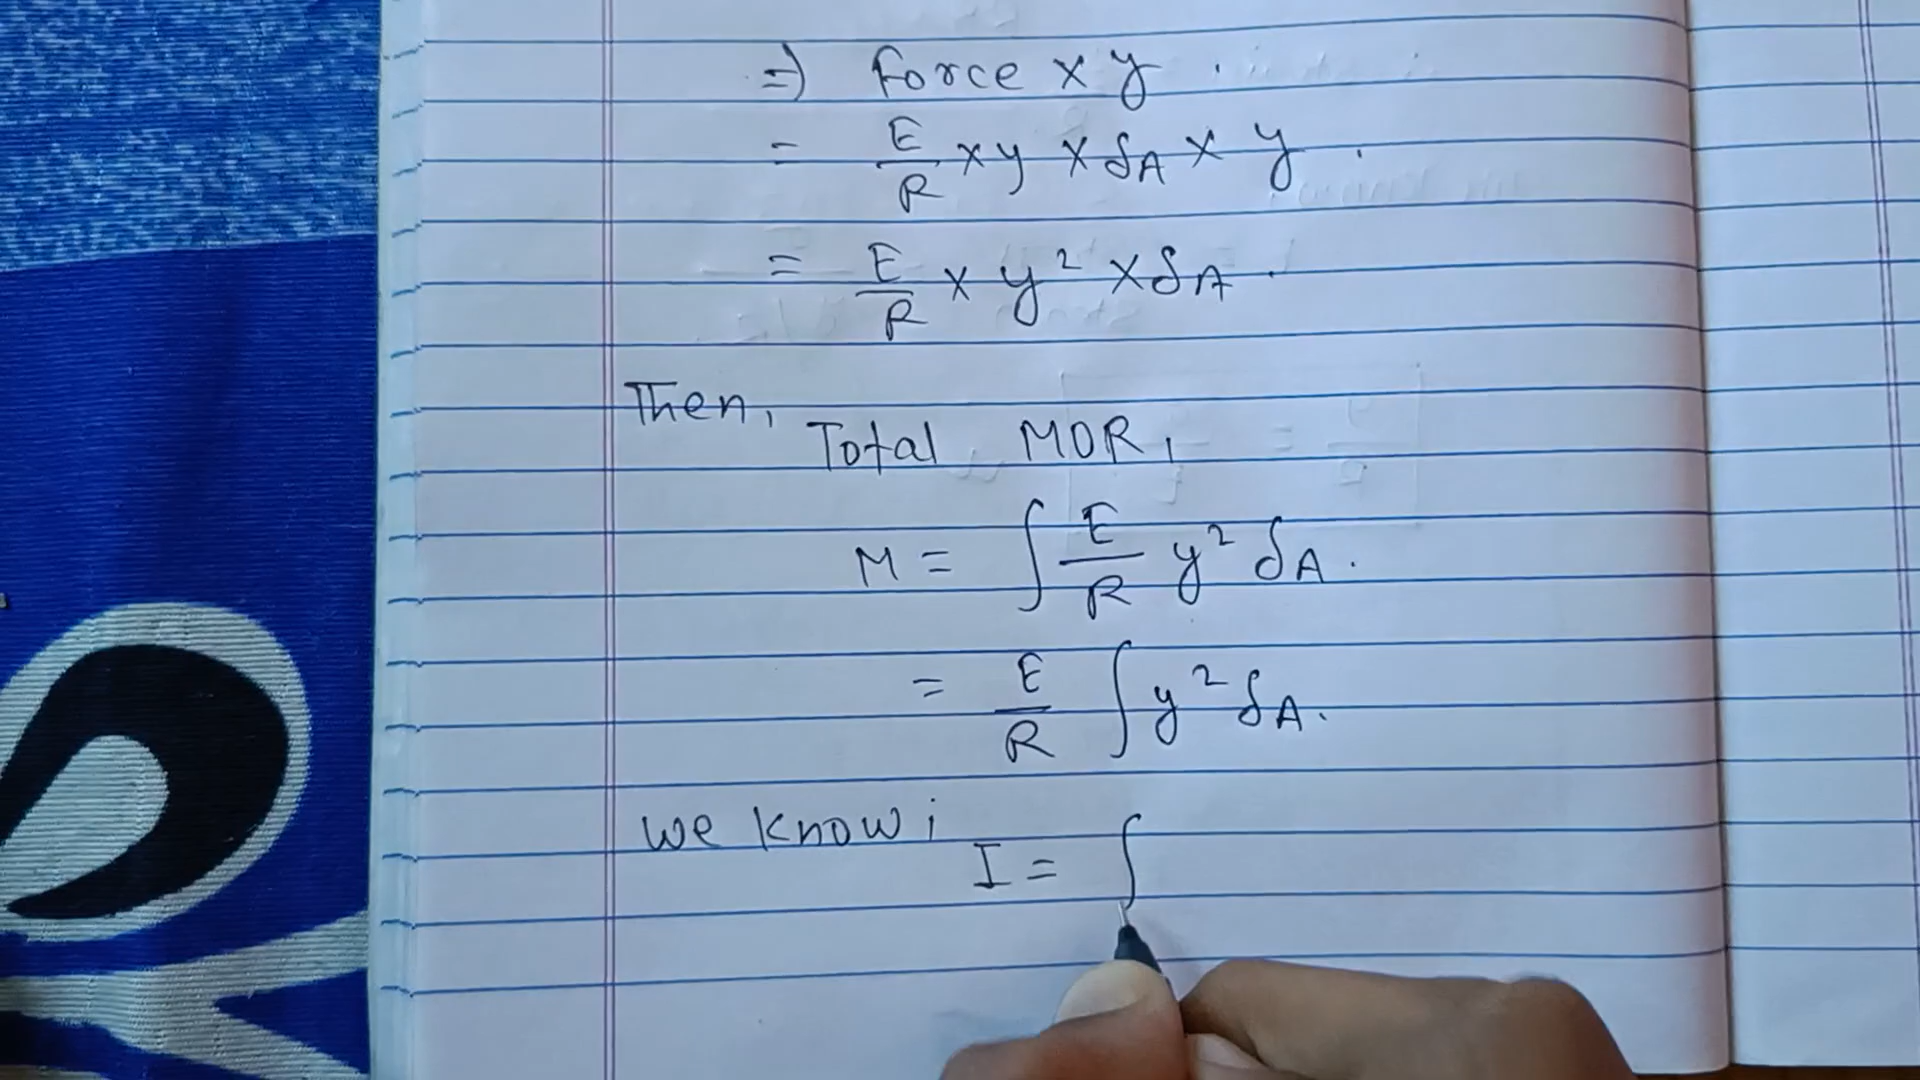 =) Force × y .
= E/R × y × δA × y .
= E/R × y² × δA .
Then,
Total MOR,
M = ∫ E/R y² δA .
= E/R ∫ y² δA .
We know ;
I = ∫